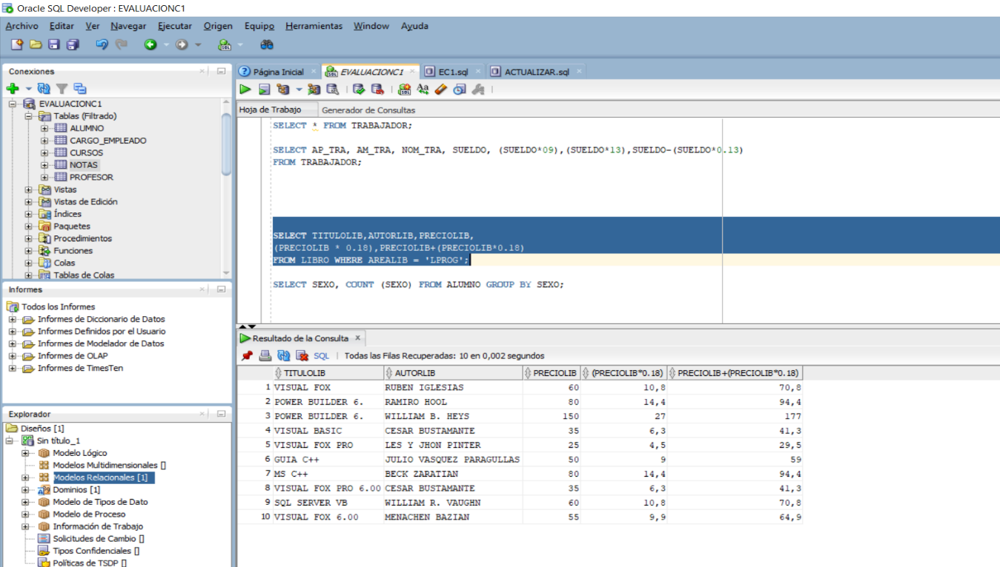 Oracle SQL Developer : EVALUACIONC1
Archivo Editar Ver Navegar Ejecutar Origen Equipo Herramientas Window Ayuda
Conexiones
EVALUACIONC1
Tablas (Filtrado)
ALUMNO
CARGO_EMPLEADO
CURSOS
NOTAS
PROFESOR
Vistas
Vistas de Edición
Índices
Paquetes
Procedimientos
Funciones
Colas
Tablas de Colas
Informes
Todos los Informes
Informes de Diccionario de Datos
Informes Definidos por el Usuario
Informes de Modelador de Datos
Informes de OLAP
Informes de TimesTen
Explorador
Diseños [1]
Sin título_1
Modelo Lógico
Modelos Multidimensionales []
Modelos Relacionales [1]
Dominios [1]
Modelo de Tipos de Dato
Modelo de Proceso
Información de Trabajo
Solicitudes de Cambio []
Tipos Confidenciales []
Políticas de TSDP []
Página Inicial EVALUACIONC1 EC1.sql ACTUALIZAR.sql
Hoja de Trabajo Generador de Consultas
SELECT * FROM TRABAJADOR;
SELECT AP_TRA, AM_TRA, NOM_TRA, SUELDO, (SUELDO*09),(SUELDO*13),SUELDO-(SUELDO*0.13)
FROM TRABAJADOR;
SELECT TITULOLIB,AUTORLIB,PRECIOLIB,
(PRECIOLIB * 0.18),PRECIOLIB+(PRECIOLIB*0.18)
FROM LIBRO WHERE AREALIB = 'LPROG';
SELECT SEXO, COUNT (SEXO) FROM ALUMNO GROUP BY SEXO;
Resultado de la Consulta
SQL Todas las Filas Recuperadas: 10 en 0,002 segundos
TITULOLIB AUTORLIB PRECIOLIB (PRECIOLIB*0.18) PRECIOLIB+(PRECIOLIB*0.18)
1 VISUAL FOX RUBEN IGLESIAS 60 10,8 70,8
2 POWER BUILDER 6. RAMIRO HOOL 80 14,4 94,4
3 POWER BUILDER 6. WILLIAM B. HEYS 150 27 177
4 VISUAL BASIC CESAR BUSTAMANTE 35 6,3 41,3
5 VISUAL FOX PRO LES Y JHON PINTER 25 4,5 29,5
6 GUIA C++ JULIO VASQUEZ PARAGULLAS 50 9 59
7 MS C++ BECK ZARATIAN 80 14,4 94,4
8 VISUAL FOX PRO 6.00 CESAR BUSTAMANTE 35 6,3 41,3
9 SQL SERVER VB WILLIAM R. VAUGHN 60 10,8 70,8
10 VISUAL FOX 6.00 MENACHEN BAZIAN 55 9,9 64,9